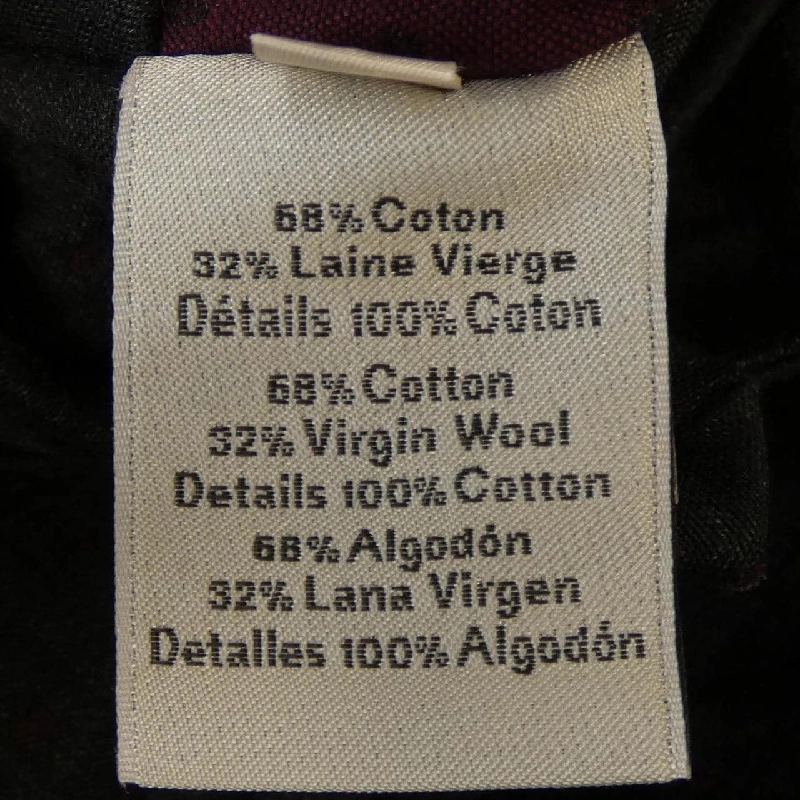 68% Coton
32% Laine Vierge
Détails 100% Coton
68% Cotton
32% Virgin Wool
Details 100% Cotton
68% Algodón
32% Lana Virgen
Detalles 100% Algodón